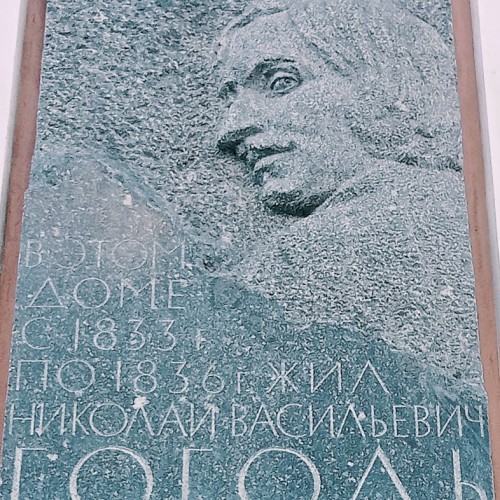 В ЭТОМ
ДОМЕ
С 1833 г.
ПО 1836 г. ЖИЛ
НИКОЛАЙ ВАСИЛЬЕВИЧ
ГОГОЛЬ